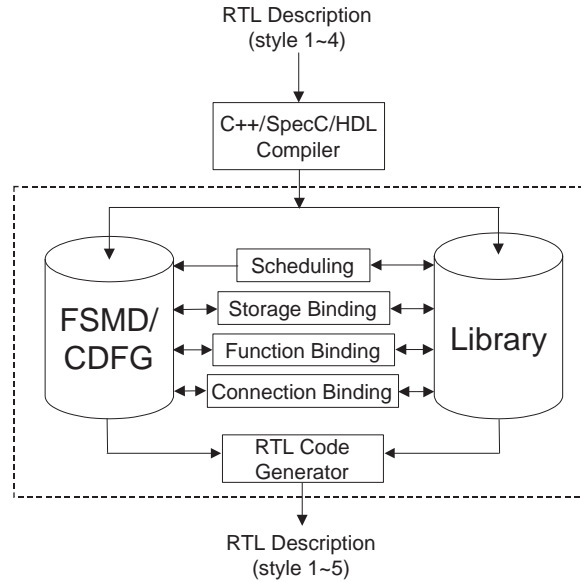 RTL Description
(style 1~4)
C++/SpecC/HDL
Compiler
Scheduling
Storage Binding
FSMD/
CDFG
Function Binding
Library
Connection Binding
RTL Code
Generator
RTL Description
(style 1~5)